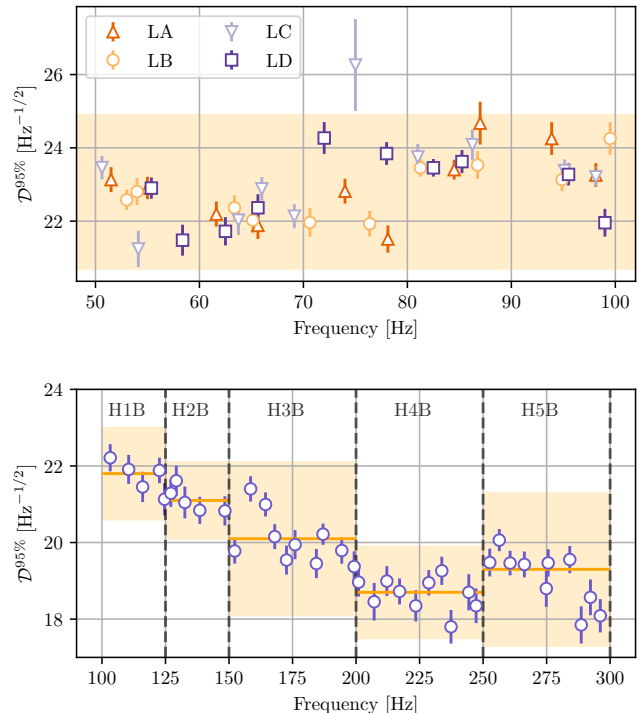 LA
LC
LB
LD
26
24
22
𝒟^{95%} [Hz^{-1/2}]
50
60
70
80
90
100
Frequency [Hz]
24
22
20
18
𝒟^{95%} [Hz^{-1/2}]
H1B
H2B
H3B
H4B
H5B
100
125
150
175
200
225
250
275
300
Frequency [Hz]